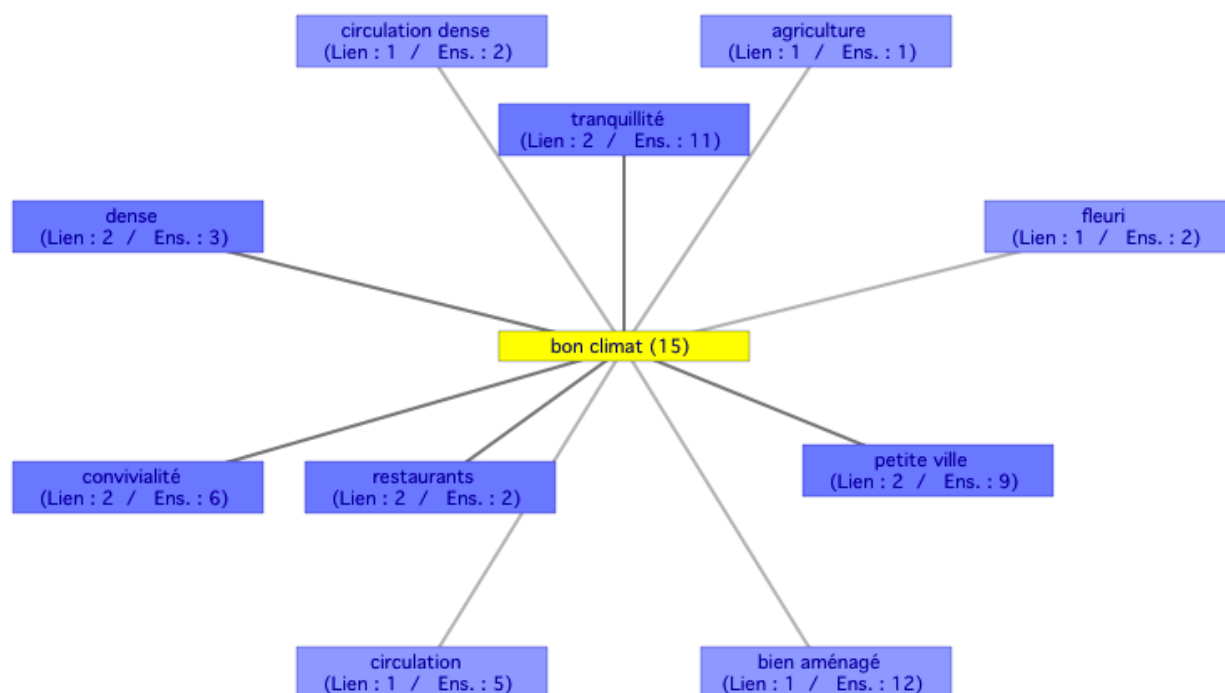 circulation dense
(Lien : 1 / Ens. : 2)
agriculture
(Lien : 1 / Ens. : 1)
tranquillité
(Lien : 2 / Ens. : 11)
dense
(Lien : 2 / Ens. : 3)
fleuri
(Lien : 1 / Ens. : 2)
bon climat (15)
convivialité
(Lien : 2 / Ens. : 6)
restaurants
(Lien : 2 / Ens. : 2)
petite ville
(Lien : 2 / Ens. : 9)
circulation
(Lien : 1 / Ens. : 5)
bien aménagé
(Lien : 1 / Ens. : 12)